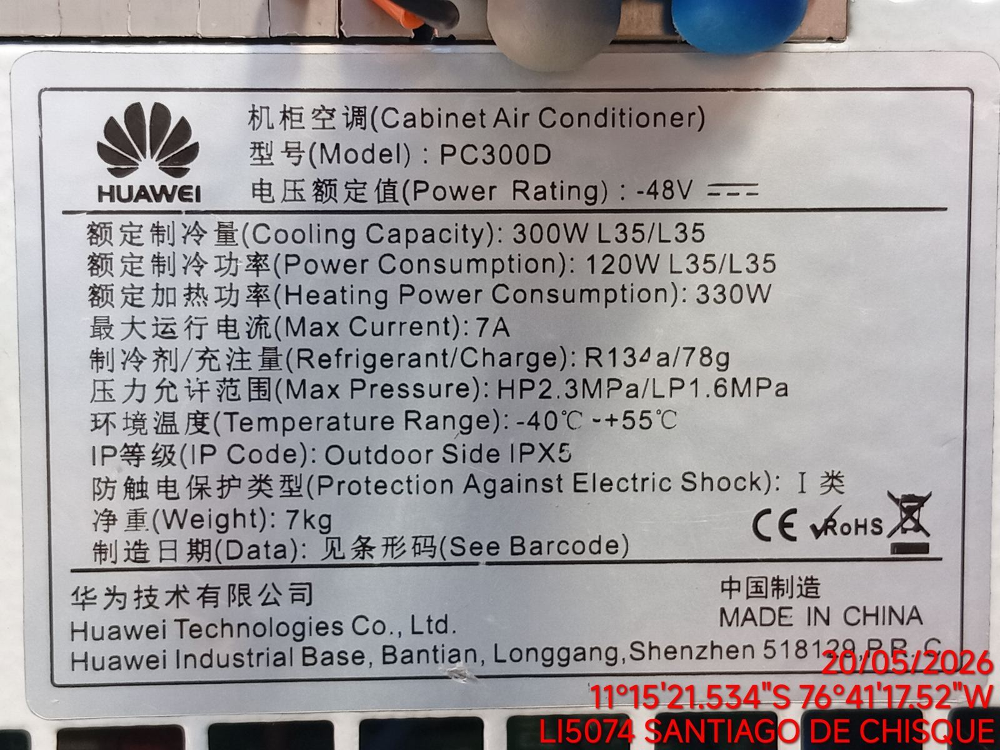 HUAWEI
机柜空调(Cabinet Air Conditioner)
型号(Model) : PC300D
电压额定值(Power Rating) : -48V
额定制冷量(Cooling Capacity): 300W L35/L35
额定制冷功率(Power Consumption): 120W L35/L35
额定加热功率(Heating Power Consumption): 330W
最大运行电流(Max Current): 7A
制冷剂/充注量(Refrigerant/Charge): R134a/78g
压力允许范围(Max Pressure): HP2.3MPa/LP1.6MPa
环境温度(Temperature Range): -40℃ ~+55℃
IP等级(IP Code): Outdoor Side IPX5
防触电保护类型(Protection Against Electric Shock): I 类
净重(Weight): 7kg
CE RoHS
制造日期(Data): 见条形码(See Barcode)
华为技术有限公司
Huawei Technologies Co., Ltd.
中国制造
MADE IN CHINA
Huawei Industrial Base, Bantian, Longgang,Shenzhen 518129,P.R. C
20/05/2026
11°15'21.534"S 76°41'17.52"W
LI5074 SANTIAGO DE CHISQUE